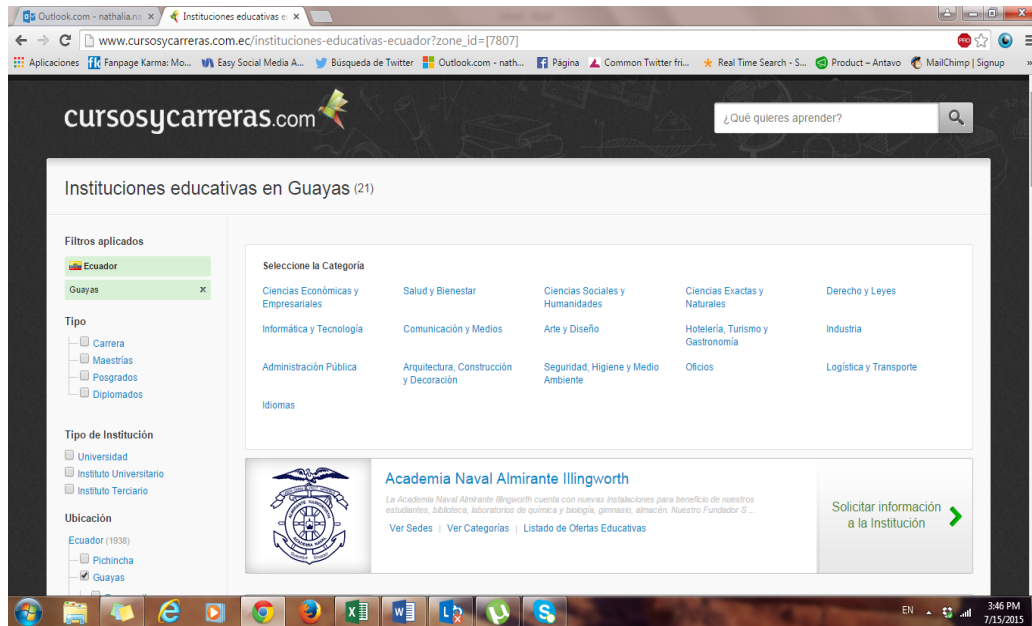 Outlook.com - nathalia.na
Instituciones educativas e
www.cursosycarreras.com.ec/instituciones-educativas-ecuador?zone_id=[7807]
PRO
Aplicaciones
Fanpage Karma: Mo...
Easy Social Media A...
Búsqueda de Twitter
Outlook.com - nath...
Página
Common Twitter fri...
Real Time Search - S...
Product – Antavo
MailChimp | Signup
cursosycarreras.com
¿Qué quieres aprender?
Instituciones educativas en Guayas (21)
Filtros aplicados
Ecuador
Guayas x
Tipo
Carrera
Maestrías
Posgrados
Diplomados
Tipo de Institución
Universidad
Instituto Universitario
Instituto Terciario
Ubicación
Ecuador (1938)
Pichincha
Guayas
Seleccione la Categoría
Ciencias Económicas y
Empresariales
Salud y Bienestar
Ciencias Sociales y
Humanidades
Ciencias Exactas y
Naturales
Derecho y Leyes
Informática y Tecnología
Comunicación y Medios
Arte y Diseño
Hotelería, Turismo y
Gastronomía
Industria
Administración Pública
Arquitectura, Construcción
y Decoración
Seguridad, Higiene y Medio
Ambiente
Oficios
Logística y Transporte
Idiomas
Academia Naval Almirante Illingworth
La Academia Naval Almirante Illingworth cuenta con nuevas instalaciones para beneficio de nuestros
estudiantes, biblioteca, laboratorios de química y biología, gimnasio, almacén. Nuestro Fundador S ...
Ver Sedes | Ver Categorías | Listado de Ofertas Educativas
Solicitar información
a la Institución
EN
3:46 PM
7/15/2015